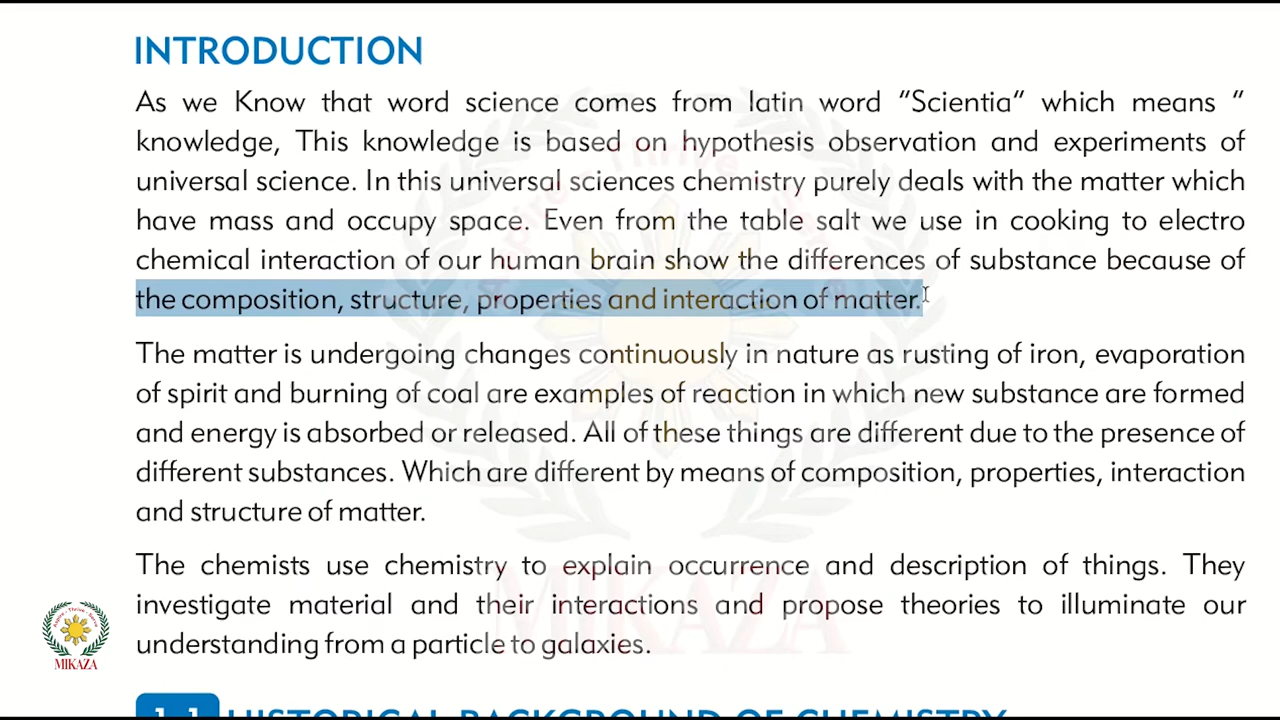 INTRODUCTION
As we Know that word science comes from latin word “Scientia“ which means “
knowledge, This knowledge is based on hypothesis observation and experiments of
universal science. In this universal sciences chemistry purely deals with the matter which
have mass and occupy space. Even from the table salt we use in cooking to electro
chemical interaction of our human brain show the differences of substance because of
the composition, structure, properties and interaction of matter.
The matter is undergoing changes continuously in nature as rusting of iron, evaporation
of spirit and burning of coal are examples of reaction in which new substance are formed
and energy is absorbed or released. All of these things are different due to the presence of
different substances. Which are different by means of composition, properties, interaction
and structure of matter.
The chemists use chemistry to explain occurrence and description of things. They
investigate material and their interactions and propose theories to illuminate our
understanding from a particle to galaxies.
MIKAZA
MIKAZA
1.1 HISTORICAL BACKGROUND OF CHEMISTRY